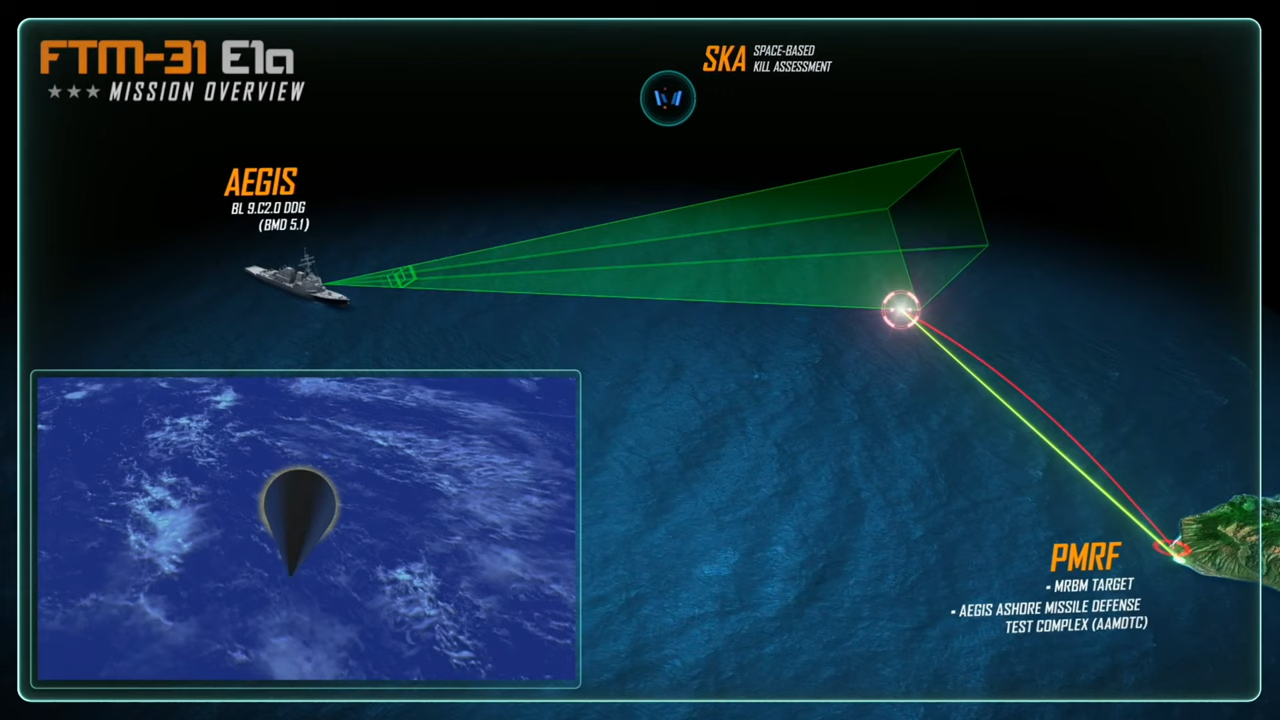 FTM-31 E1a
★★★ MISSION OVERVIEW
SKA SPACE-BASED
KILL ASSESSMENT
AEGIS
BL 9.C2.0 DDG
(BMD 5.1)
PMRF
• MRBM TARGET
• AEGIS ASHORE MISSILE DEFENSE
TEST COMPLEX (AAMDTC)